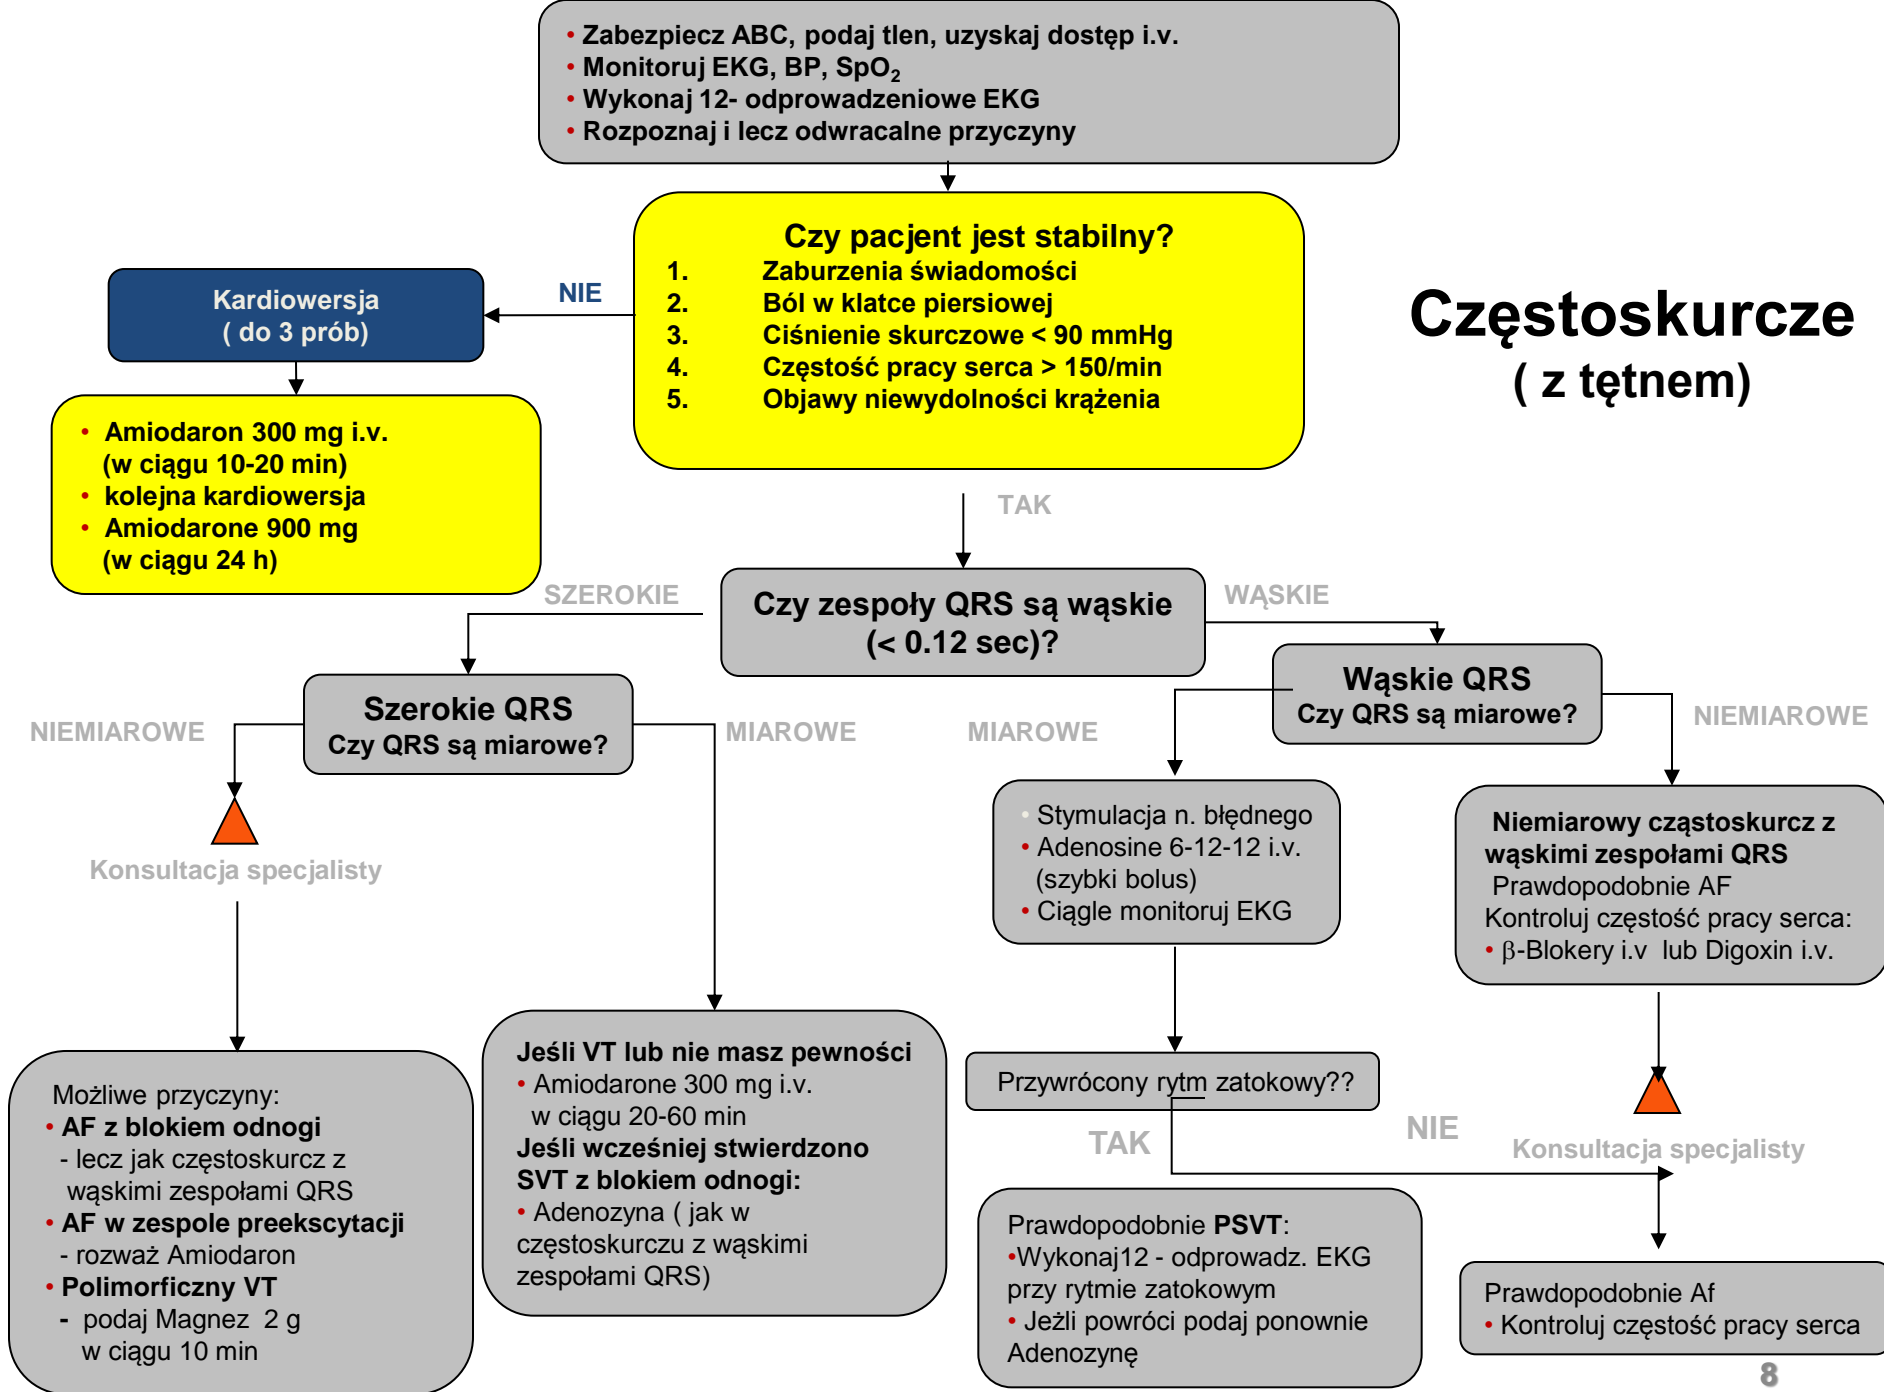 • Zabezpiecz ABC, podaj tlen, uzyskaj dostęp i.v.
• Monitoruj EKG, BP, SpO₂
• Wykonaj 12- odprowadzeniowe EKG
• Rozpoznaj i lecz odwracalne przyczyny
Czy pacjent jest stabilny?
1. Zaburzenia świadomości
2. Ból w klatce piersiowej
3. Ciśnienie skurczowe < 90 mmHg
4. Częstość pracy serca > 150/min
5. Objawy niewydolności krążenia
NIE
Kardiowersja
( do 3 prób)
Częstoskurcze
( z tętnem)
• Amiodaron 300 mg i.v.
(w ciągu 10-20 min)
• kolejna kardiowersja
• Amiodarone 900 mg
(w ciągu 24 h)
TAK
SZEROKIE
Czy zespoły QRS są wąskie
(< 0.12 sec)?
WĄSKIE
Szerokie QRS
Czy QRS są miarowe?
Wąskie QRS
Czy QRS są miarowe?
NIEMIAROWE
MIAROWE
MIAROWE
NIEMIAROWE
Konsultacja specjalisty
• Stymulacja n. błędnego
• Adenosine 6-12-12 i.v.
(szybki bolus)
• Ciągle monitoruj EKG
Niemiarowy cząstoskurcz z
wąskimi zespołami QRS
Prawdopodobnie AF
Kontroluj częstość pracy serca:
• β-Blokery i.v lub Digoxin i.v.
Możliwe przyczyny:
• AF z blokiem odnogi
- lecz jak częstoskurcz z
wąskimi zespołami QRS
• AF w zespole preekscytacji
- rozważ Amiodaron
• Polimorficzny VT
- podaj Magnez 2 g
w ciągu 10 min
Jeśli VT lub nie masz pewności
• Amiodarone 300 mg i.v.
w ciągu 20-60 min
Jeśli wcześniej stwierdzono
SVT z blokiem odnogi:
• Adenozyna ( jak w
częstoskurczu z wąskimi
zespołami QRS)
Przywrócony rytm zatokowy??
TAK
NIE
Konsultacja specjalisty
Prawdopodobnie PSVT:
•Wykonaj12 - odprowadz. EKG
przy rytmie zatokowym
• Jeżli powróci podaj ponownie
Adenozynę
Prawdopodobnie Af
• Kontroluj częstość pracy serca
8